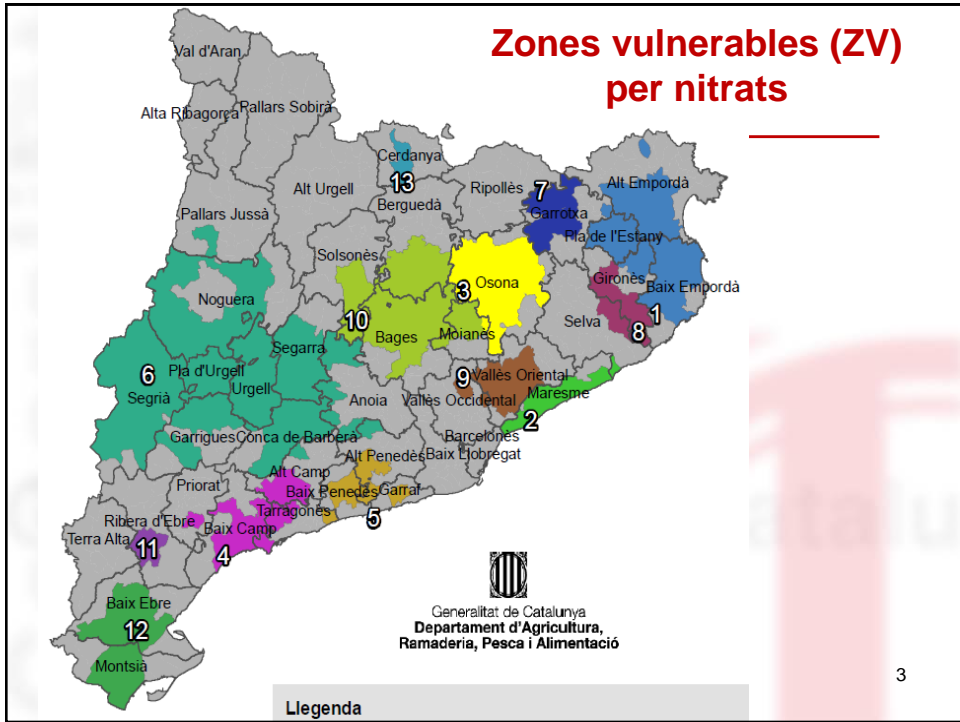 Zones vulnerables (ZV)
per nitrats
Val d'Aran
Alta Ribagorça
Pallars Sobirà
Cerdanya
13
Alt Urgell
Berguedà
Ripollès
7
Garrotxa
Alt Empordà
Pallars Jussà
Pla de l'Estany
Solsonès
Noguera
3
Osona
Gironès
Baix Empordà
10
Bages
Moianès
Selva
1
8
Segarra
6
Segrià
Pla d'Urgell
Urgell
9
Vallès Oriental
Maresme
Anoia
Vallès Occidental
2
Garrigues
Conca de Barberà
Barcelonès
Alt Penedès
Baix Llobregat
Alt Camp
Priorat
Baix Penedès
Garraf
Tarragonès
5
Ribera d'Ebre
Baix Camp
Terra Alta
11
4
Baix Ebre
12
Montsià
Generalitat de Catalunya
Departament d'Agricultura,
Ramaderia, Pesca i Alimentació
3
Llegenda